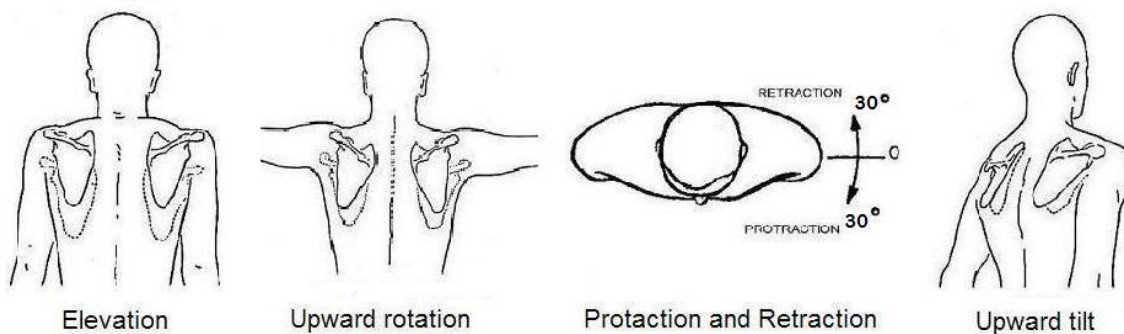 RETRACTION
30°
0
PROTRACTION
30°
Elevation
Upward rotation
Protaction and Retraction
Upward tilt